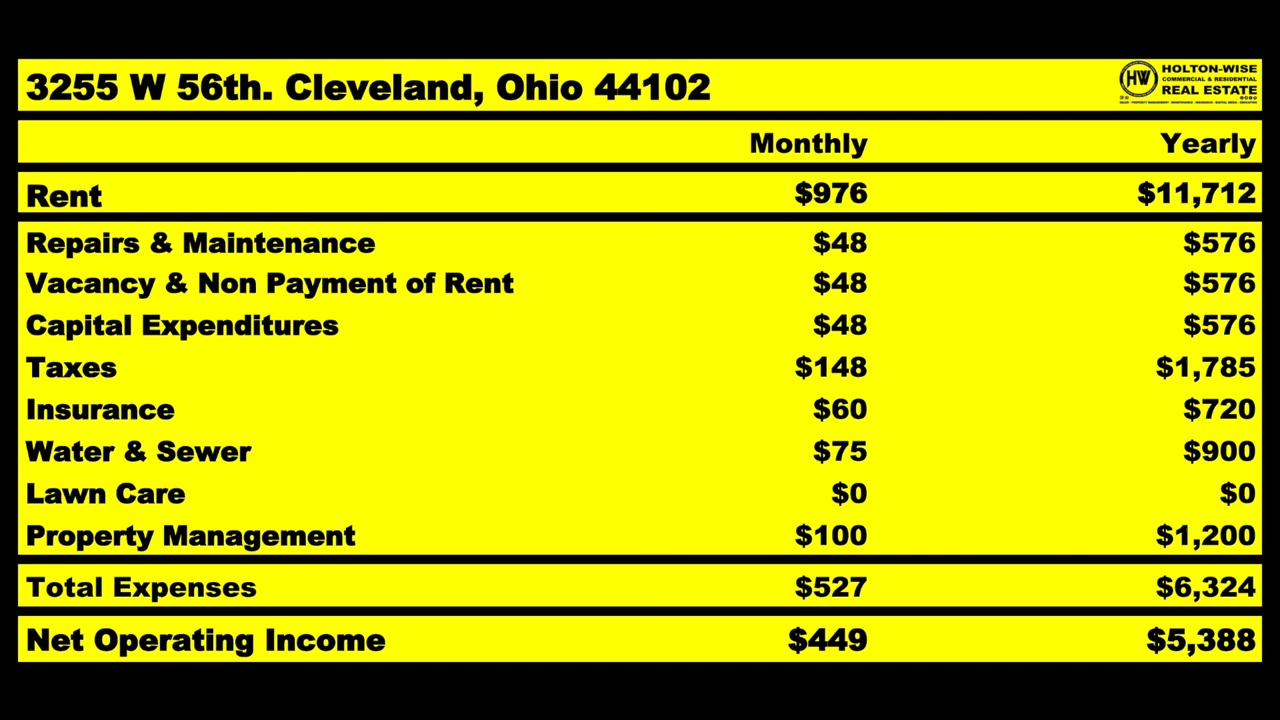 3255 W 56th. Cleveland, Ohio 44102
HW
HOLTON-WISE
COMMERCIAL & RESIDENTIAL
REAL ESTATE
Monthly Yearly
Rent $976 $11,712
Repairs & Maintenance $48 $576
Vacancy & Non Payment of Rent $48 $576
Capital Expenditures $48 $576
Taxes $148 $1,785
Insurance $60 $720
Water & Sewer $75 $900
Lawn Care $0 $0
Property Management $100 $1,200
Total Expenses $527 $6,324
Net Operating Income $449 $5,388